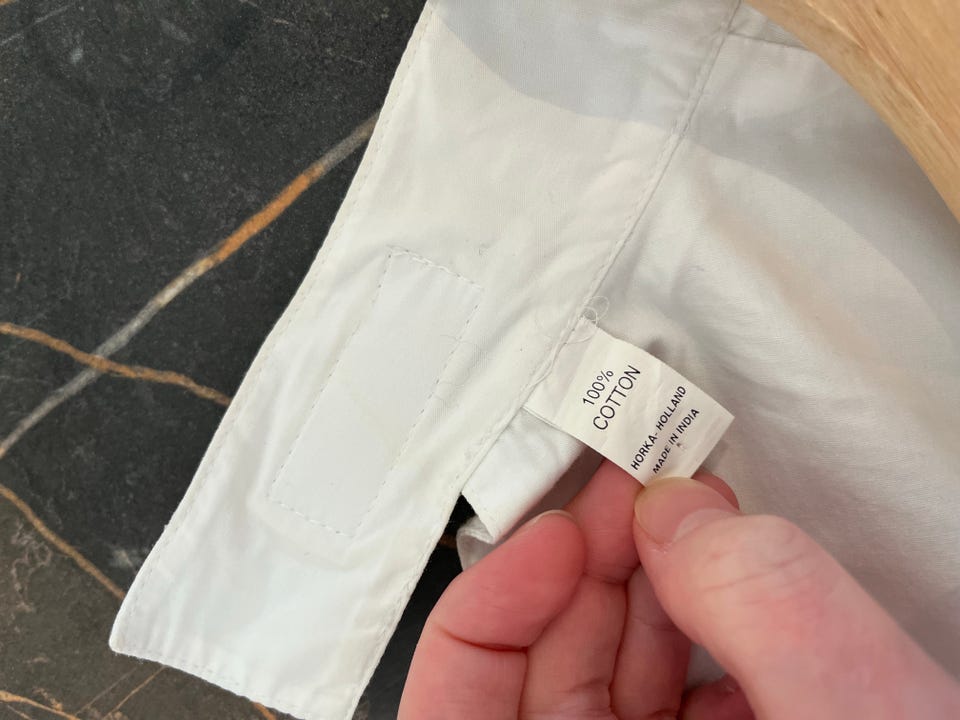 100%
COTTON
HORKA- HOLLAND
MADE IN INDIA